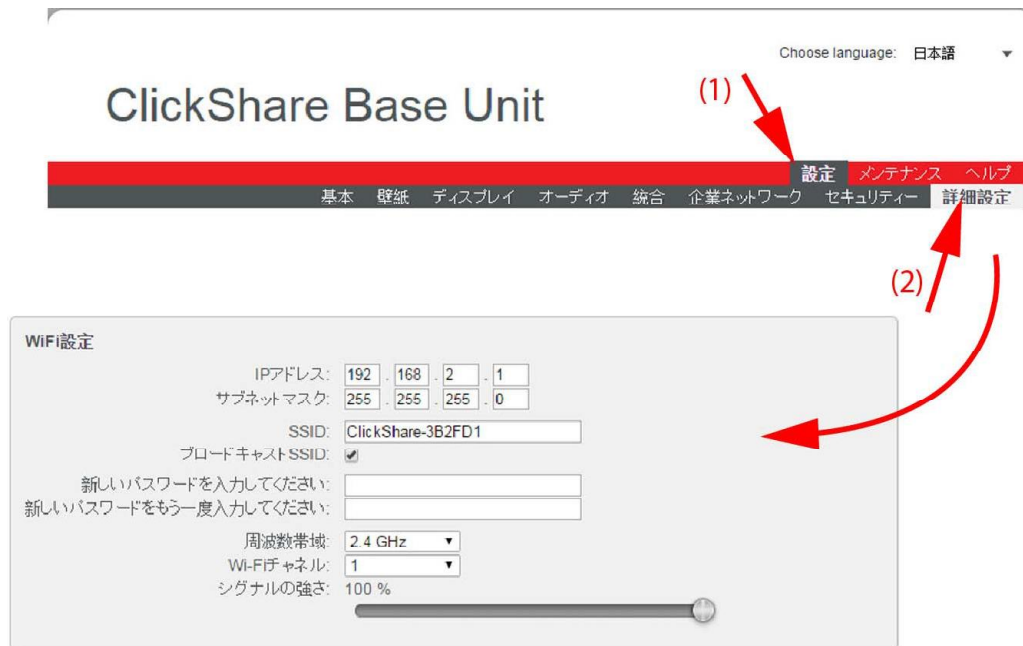 Choose language: 日本語
ClickShare Base Unit
(1)
設定 メンテナンス ヘルプ
基本 壁紙 ディスプレイ オーディオ 統合 企業ネットワーク セキュリティー 詳細設定
(2)
WiFi設定
IPアドレス: 192 . 168 . 2 . 1
サブネットマスク: 255 . 255 . 255 . 0
SSID: ClickShare-3B2FD1
ブロードキャストSSID:
新しいパスワードを入力してください:
新しいパスワードをもう一度入力してください:
周波数帯域: 2.4 GHz
Wi-Fiチャネル: 1
シグナルの強さ: 100 %